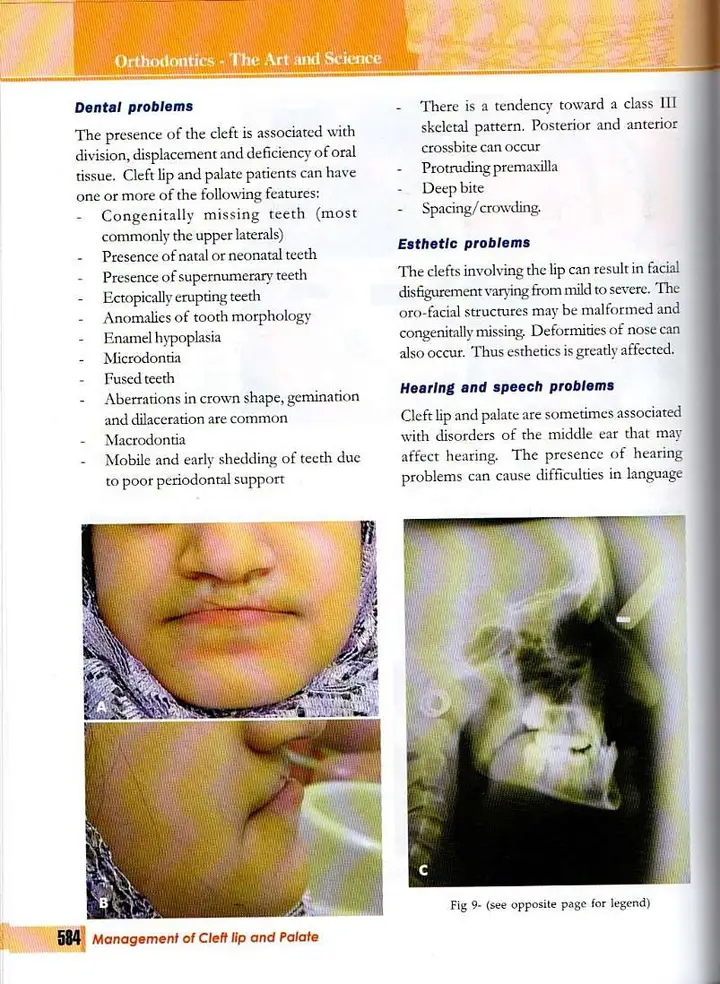 Orthodontics - The Art and Science
Dental problems
The presence of the cleft is associated with
division, displacement and deficiency of oral
tissue. Cleft lip and palate patients can have
one or more of the following features:
- Congenitally missing teeth (most
commonly the upper laterals)
- Presence of natal or neonatal teeth
- Presence of supernumerary teeth
- Ectopically erupting teeth
- Anomalies of tooth morphology
- Enamel hypoplasia
- Microdontia
- Fused teeth
- Aberrations in crown shape, gemination
and dilaceration are common
- Macrodontia
- Mobile and early shedding of teeth due
to poor periodontal support
- There is a tendency toward a class III
skeletal pattern. Posterior and anterior
crossbite can occur
- Protruding premaxilla
- Deep bite
- Spacing/crowding.
Esthetic problems
The clefts involving the lip can result in facial
disfigurement varying from mild to severe. The
oro-facial structures may be malformed and
congenitally missing. Deformities of nose can
also occur. Thus esthetics is greatly affected.
Hearing and speech problems
Cleft lip and palate are sometimes associated
with disorders of the middle ear that may
affect hearing. The presence of hearing
problems can cause difficulties in language
A
B
C
Fig 9- (see opposite page for legend)
584 Management of Cleft lip and Palate